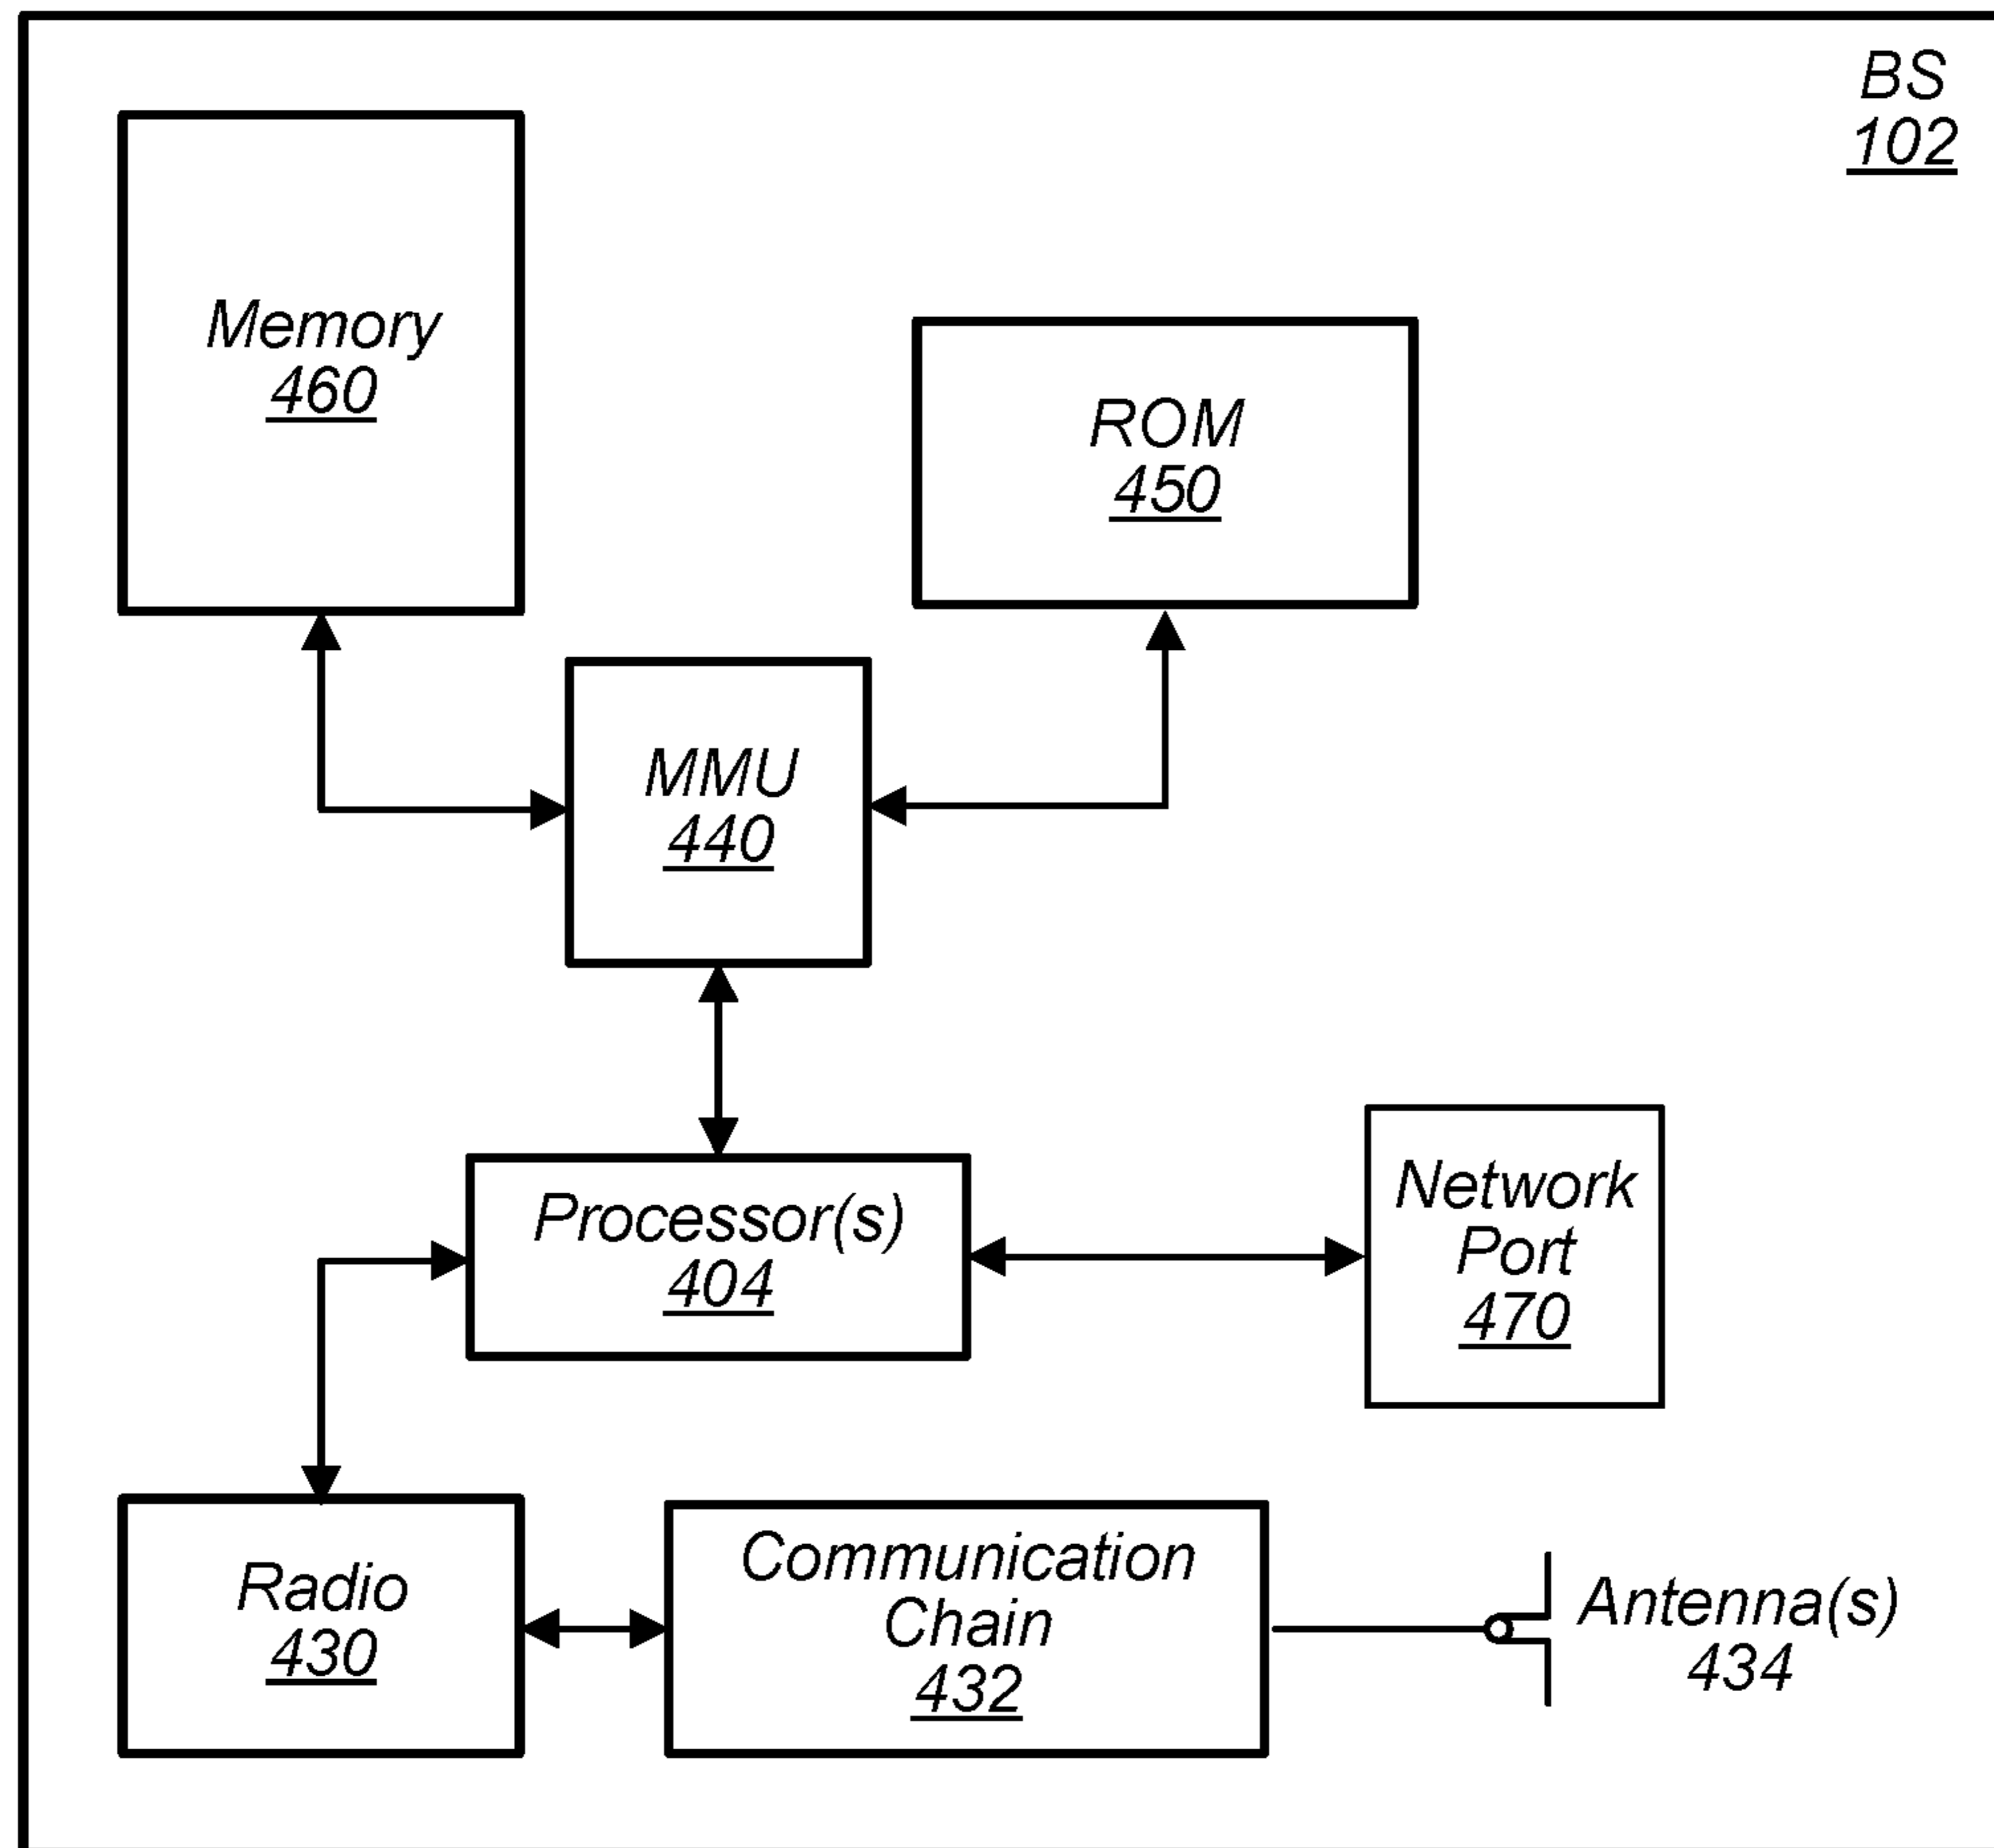 BS
102
Memory
460
ROM
450
MMU
440
Processor(s)
404
Network
Port
470
Radio
430
Communication
Chain
432
Antenna(s)
434